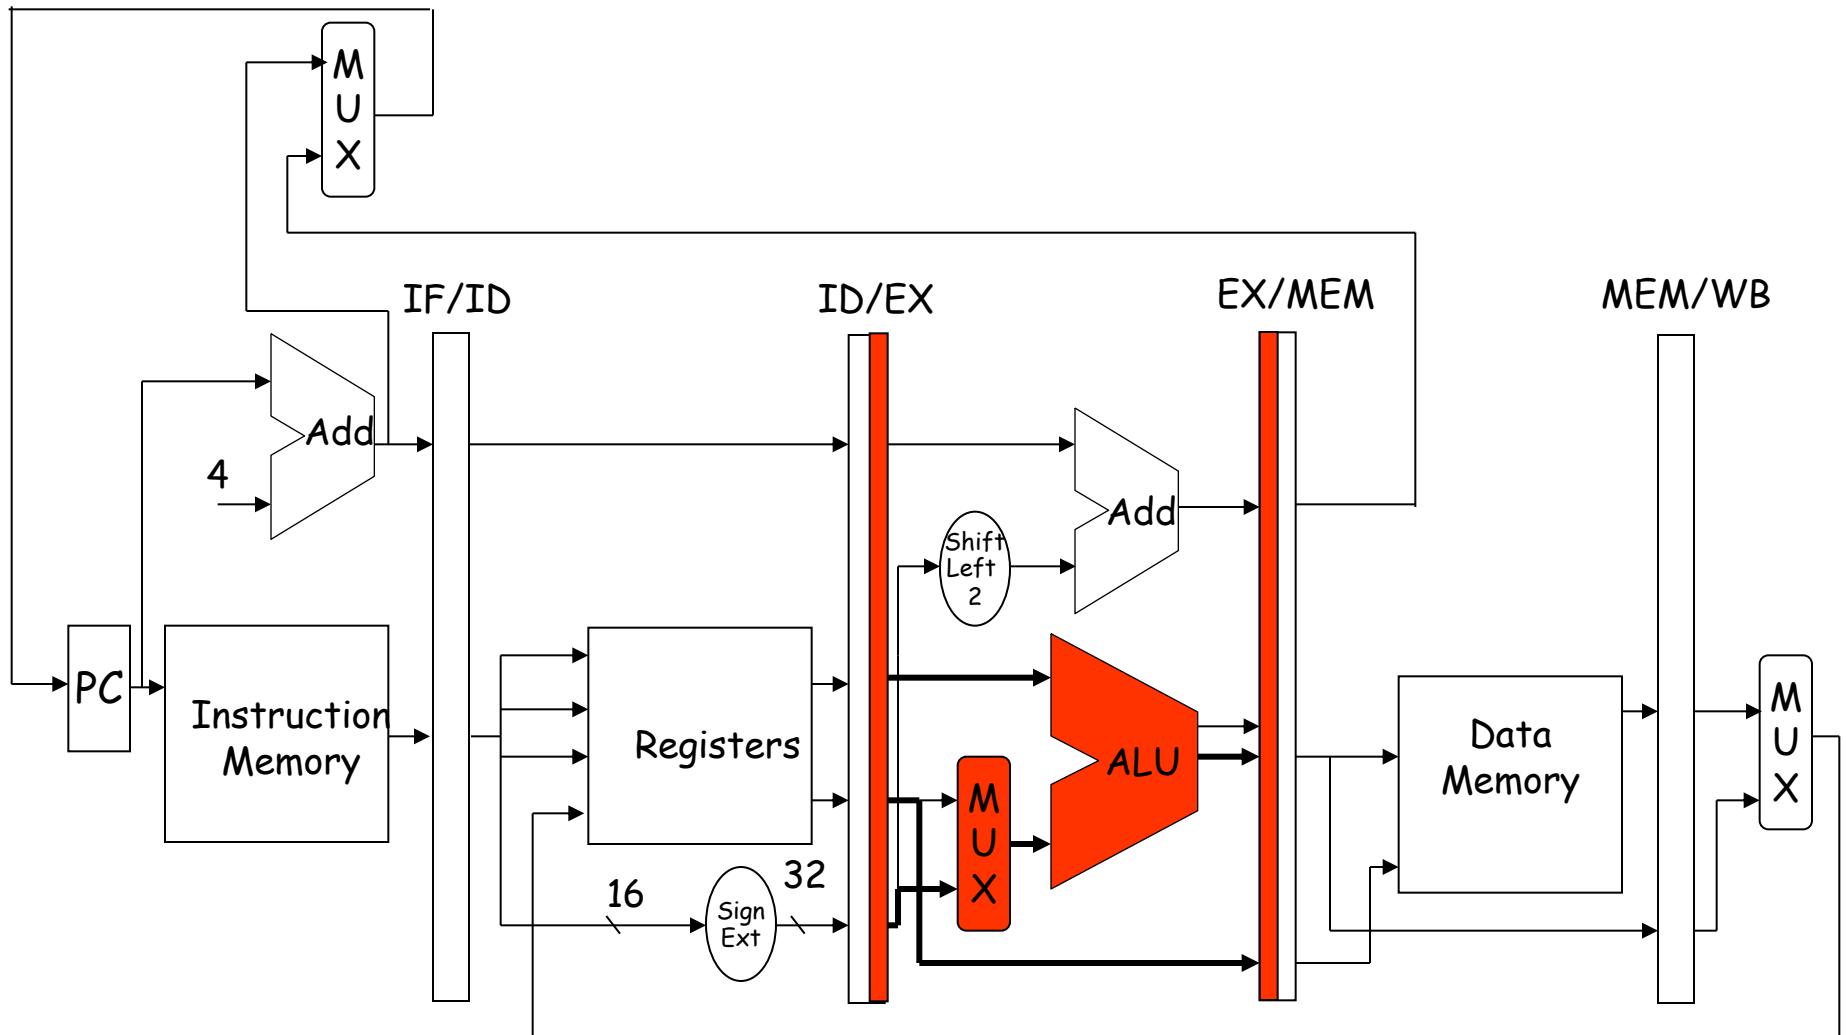 M
U
X
IF/ID
ID/EX
EX/MEM
MEM/WB
Add
4
Add
Shift
Left
2
PC
Instruction
Memory
Registers
ALU
M
U
X
Data
Memory
M
U
X
16
32
Sign
Ext